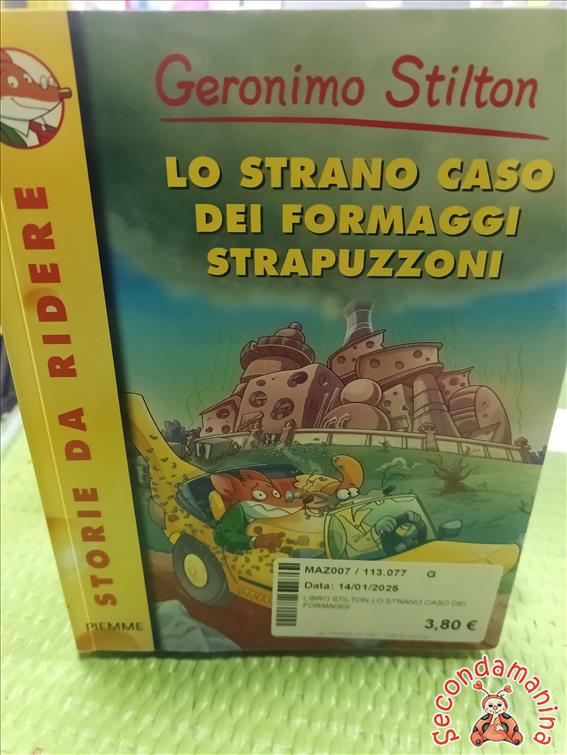 Geronimo Stilton
LO STRANO CASO
DEI FORMAGGI
STRAPUZZONI
STORIE DA RIDERE
PIEMME
MAZ007 / 113.077 G
Data: 14/01/2025
LIBRO STILTON LO STRANO CASO DEI
FORMAGGI
3,80 €
Secondamanina